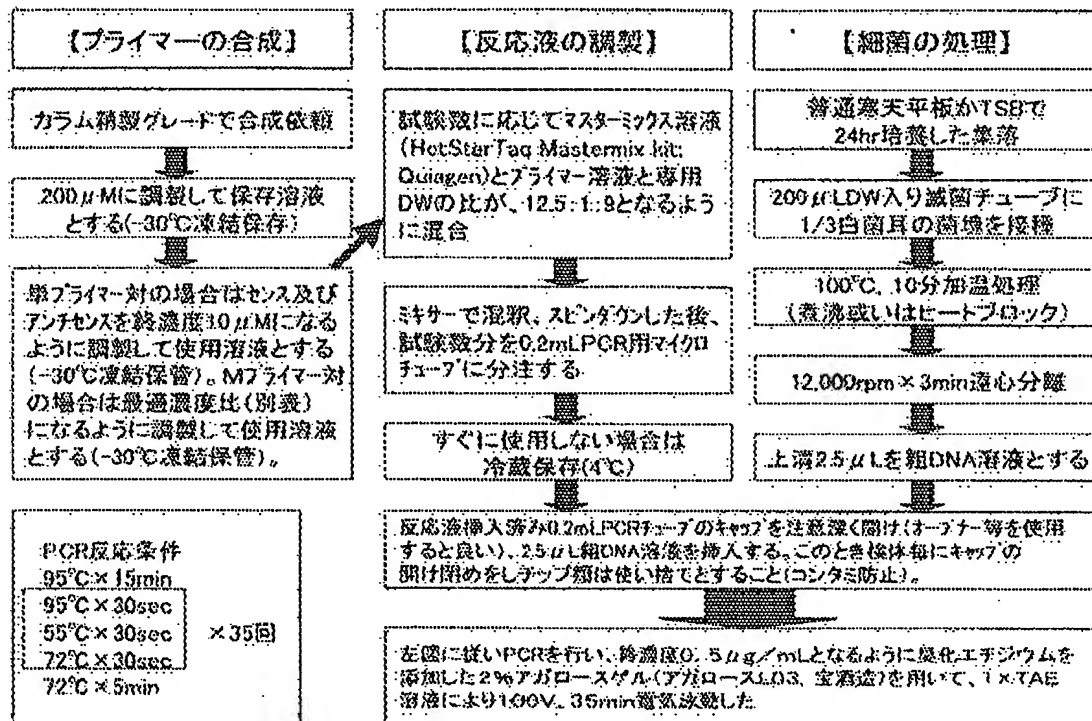 【プライマーの合成】
カラム精製グレードで合成依頼
200μMに調製して保存溶液
とする(-30℃凍結保存)
単プライマー対の場合はセンス及び
アンチセンスを終濃度10μMになる
ように調製して使用溶液とする
(-30℃凍結保管)。Mプライマー対
の場合は最適濃度比(別表)
になるように調製して使用溶液
とする(-30℃凍結保管)。
【反応液の調製】
試験数に応じてマスターミックス溶液
(HotStarTaq Mastermix kit:
Quiagen)とプライマー溶液と専用
DWの比が、12.5:1:9となるよう
に混合
ミキサーで混釈、スピンダウンした後、
試験数分を0.2mLPCR用マイクロ
チューブに分注する
すぐに使用しない場合は
冷蔵保存(4℃)
【細菌の処理】
普通寒天平板かTSBで
24hr培養した集落
200μLDW入り滅菌チューブに
1/3白菌耳の菌塊を接種
100℃、10分加温処理
(煮沸或いはヒートブロック)
12,000rpm×3min遠心分離
上清2.5μLを粗DNA溶液とする
反応液挿入済み0.2mLPCRチューブのキャップを注意深く開け(オープナー等を使用
すると良い)、2.5μL粗DNA溶液を挿入する。このとき検体毎にキャップの
開け閉めをしチップ類は使い捨てとすること(コンタミ防止)。
PCR反応条件
95℃×15min
95℃×30sec
55℃×30sec ×35回
72℃×30sec
72℃×5min
左図に従いPCRを行い、終濃度0.5μg/mLとなるように臭化エチジウムを
添加した2%アガロースゲル(アガロースL03、宝酒造)を用いて、1×TAE
溶液により100V、35min電気泳動した